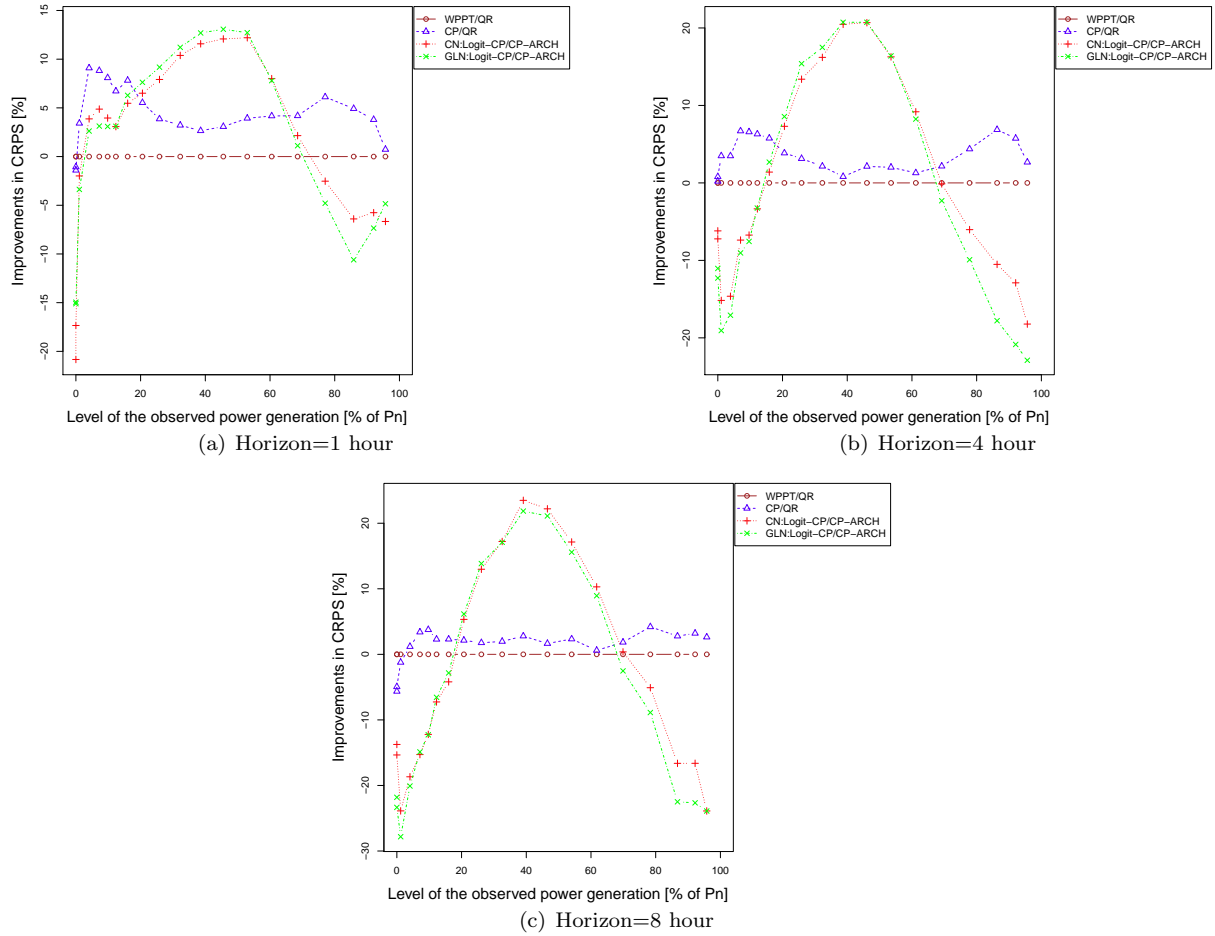 WPPT/QR
CP/QR
CN:Logit−CP/CP−ARCH
GLN:Logit−CP/CP−ARCH
Improvements in CRPS [%]
15
10
5
0
−5
−10
−15
−20
0 20 40 60 80 100
Level of the observed power generation [% of Pn]
(a) Horizon=1 hour
WPPT/QR
CP/QR
CN:Logit−CP/CP−ARCH
GLN:Logit−CP/CP−ARCH
Improvements in CRPS [%]
20
10
0
−10
−20
0 20 40 60 80 100
Level of the observed power generation [% of Pn]
(b) Horizon=4 hour
WPPT/QR
CP/QR
CN:Logit−CP/CP−ARCH
GLN:Logit−CP/CP−ARCH
Improvements in CRPS [%]
20
10
0
−10
−20
−30
0 20 40 60 80 100
Level of the observed power generation [% of Pn]
(c) Horizon=8 hour